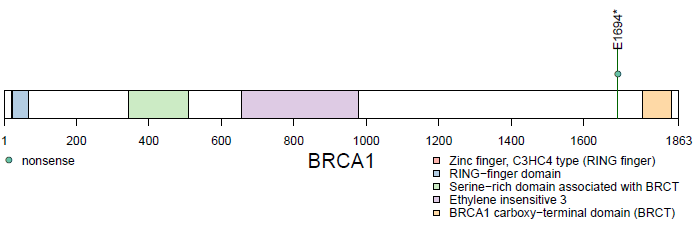 E1694*
1 200 400 600 800 1000 1200 1400 1600 1863
nonsense
BRCA1
Zinc finger, C3HC4 type (RING finger)
RING−finger domain
Serine−rich domain associated with BRCT
Ethylene insensitive 3
BRCA1 carboxy−terminal domain (BRCT)